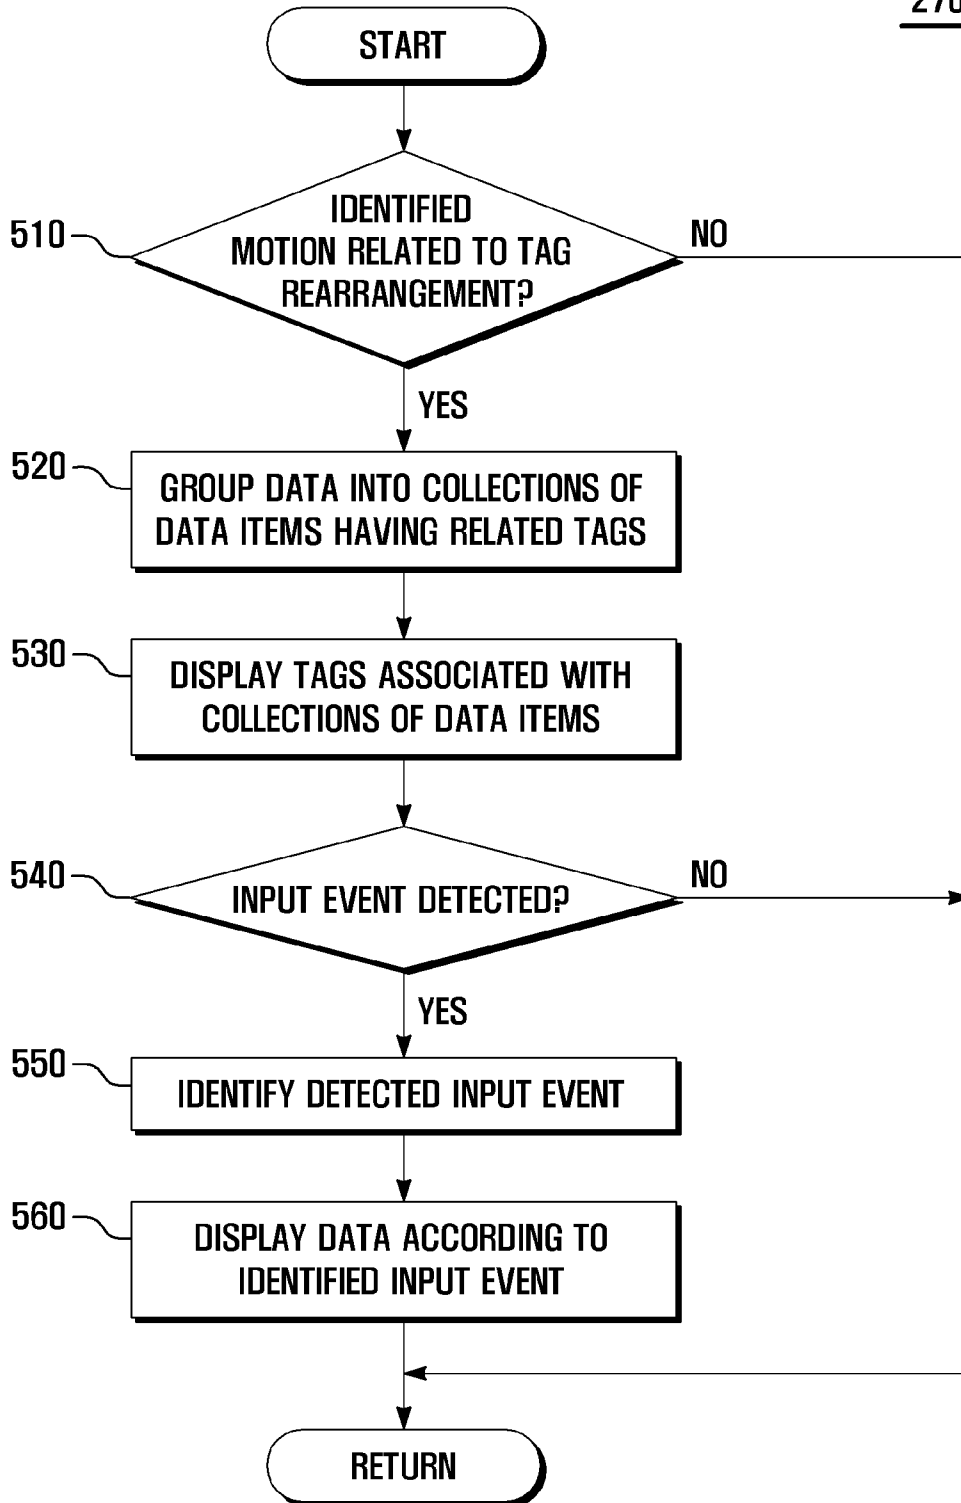 270
START
510
IDENTIFIED
MOTION RELATED TO TAG
REARRANGEMENT?
NO
YES
520
GROUP DATA INTO COLLECTIONS OF
DATA ITEMS HAVING RELATED TAGS
530
DISPLAY TAGS ASSOCIATED WITH
COLLECTIONS OF DATA ITEMS
540
INPUT EVENT DETECTED?
NO
YES
550
IDENTIFY DETECTED INPUT EVENT
560
DISPLAY DATA ACCORDING TO
IDENTIFIED INPUT EVENT
RETURN